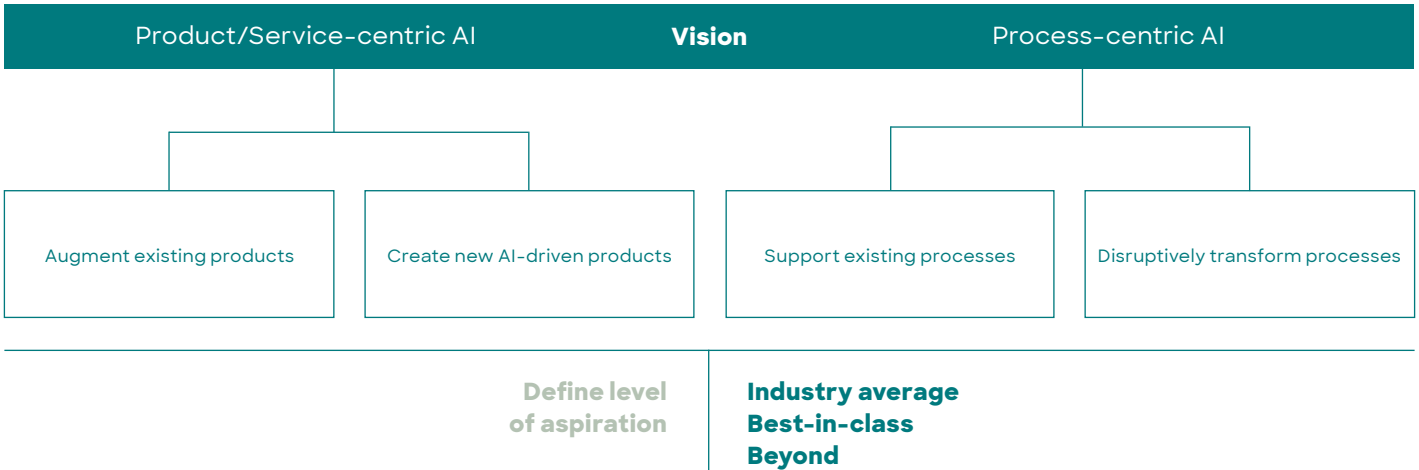 Product/Service-centric AI
Vision
Process-centric AI
Augment existing products
Create new AI-driven products
Support existing processes
Disruptively transform processes
Define level
of aspiration
Industry average
Best-in-class
Beyond